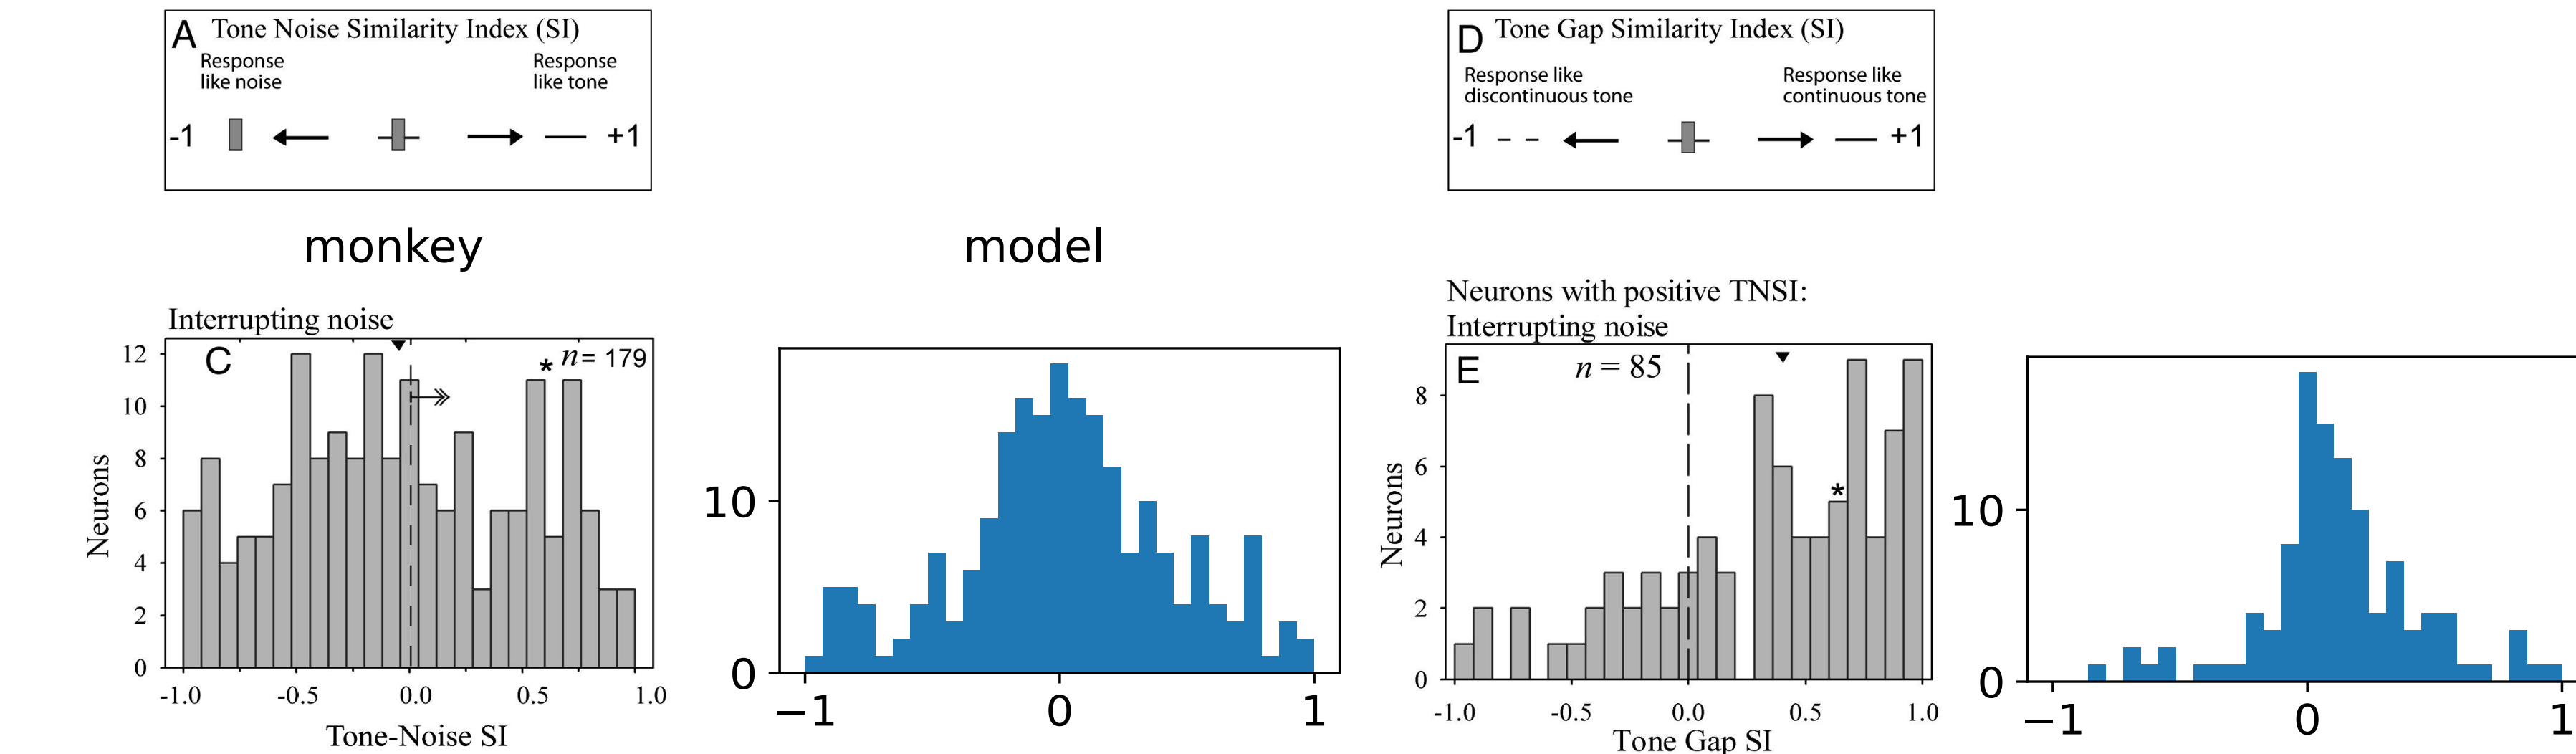 A Tone Noise Similarity Index (SI)
Response like noise
Response like tone
-1 +1
D Tone Gap Similarity Index (SI)
Response like discontinuous tone
Response like continuous tone
-1 +1
monkey
model
Interrupting noise
C
* n= 179
Neurons
12
10
8
6
4
2
0
-1.0 -0.5 0.0 0.5 1.0
Tone-Noise SI
10
0
−1 0 1
Neurons with positive TNSI:
Interrupting noise
E
n = 85
*
Neurons
8
6
4
2
0
-1.0 -0.5 0.0 0.5 1.0
Tone Gap SI
10
0
−1 0 1